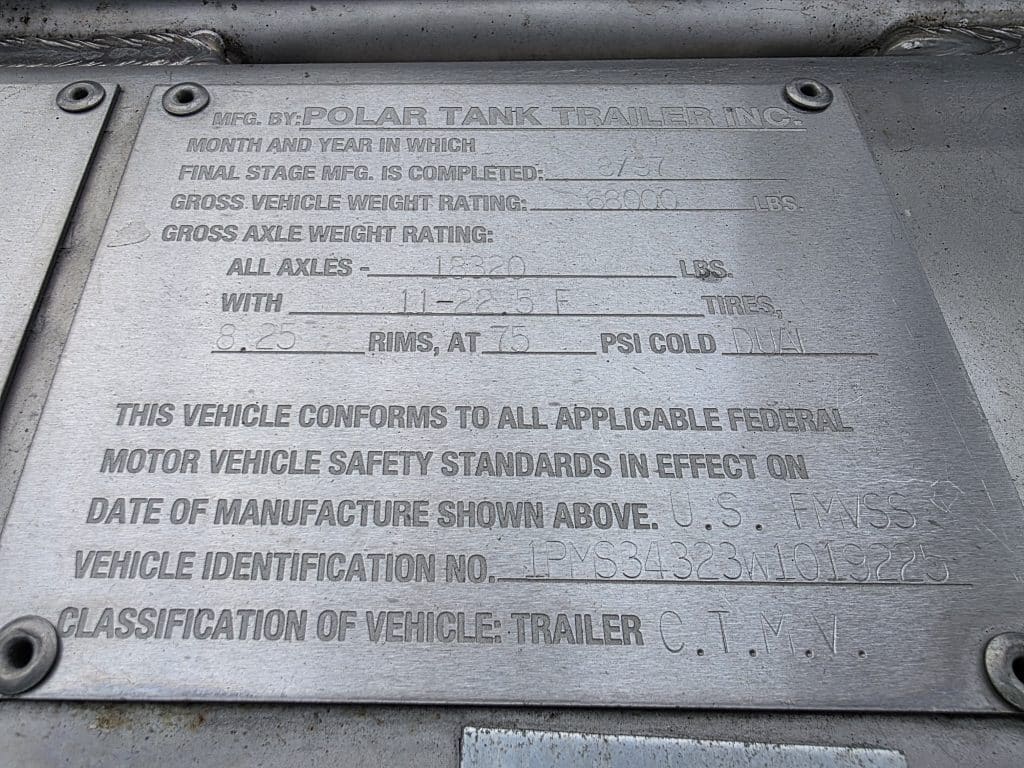 MFG. BY: POLAR TANK TRAILER INC.
MONTH AND YEAR IN WHICH
FINAL STAGE MFG. IS COMPLETED:
GROSS VEHICLE WEIGHT RATING: 68000 LBS.
GROSS AXLE WEIGHT RATING:
ALL AXLES - 18320 LBS.
WITH 11-22.5 F TIRES,
8.25 RIMS, AT 75 PSI COLD DUAL
THIS VEHICLE CONFORMS TO ALL APPLICABLE FEDERAL
MOTOR VEHICLE SAFETY STANDARDS IN EFFECT ON
DATE OF MANUFACTURE SHOWN ABOVE. U.S. FMVSS
VEHICLE IDENTIFICATION NO. 1PMS34323W1019225
CLASSIFICATION OF VEHICLE: TRAILER C.T.M.V.